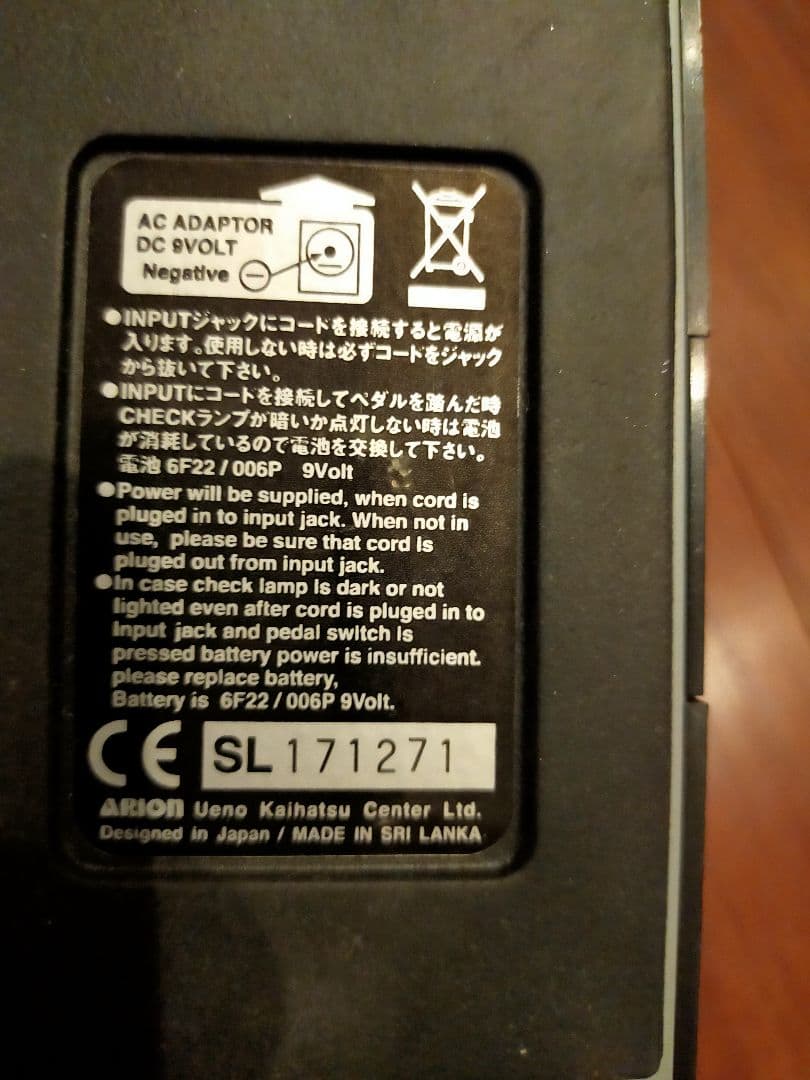 AC ADAPTOR
DC 9VOLT
Negative
●INPUTジャックにコードを接続すると電源が
入ります。使用しない時は必ずコードをジャック
から抜いて下さい。
●INPUTにコードを接続してペダルを踏んだ時
CHECKランプが暗いか点灯しない時は電池
が消耗しているので電池を交換して下さい。
電池 6F22 / 006P 9Volt
●Power will be supplied, when cord is
pluged in to input jack. When not in
use, please be sure that cord is
pluged out from input jack.
●In case check lamp is dark or not
lighted even after cord is pluged in to
Input jack and pedal switch is
pressed battery power is insufficient.
please replace battery,
Battery is 6F22 / 006P 9Volt.
CE SL 171271
ARION Ueno Kaihatsu Center Ltd.
Designed in Japan / MADE IN SRI LANKA